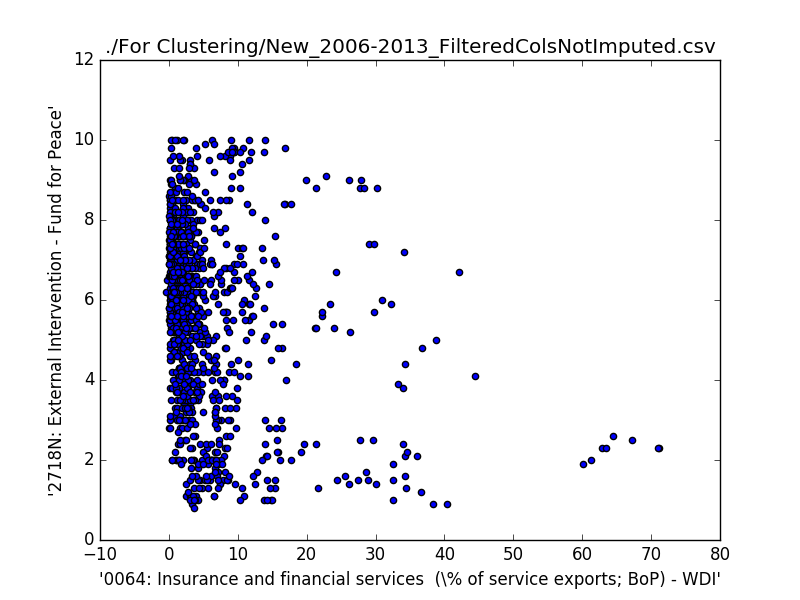 ./For Clustering/New_2006-2013_FilteredColsNotImputed.csv
12
10
8
6
4
2
0
'2718N: External Intervention - Fund for Peace'
−10 0 10 20 30 40 50 60 70 80
'0064: Insurance and financial services  (\% of service exports; BoP) - WDI'